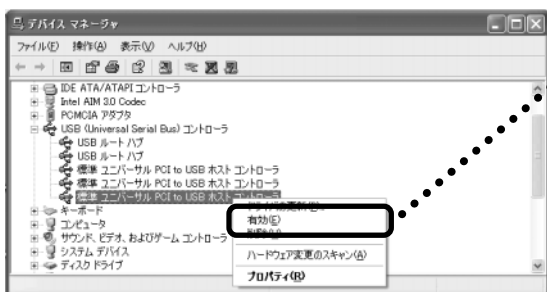 デバイス マネージャ
ファイル(F) 操作(A) 表示(V) ヘルプ(H)
IDE ATA/ATAPI コントローラ
Intel AIM 3.0 Codec
PCMCIA アダプタ
USB (Universal Serial Bus) コントローラ
USB ルート ハブ
USB ルート ハブ
標準 ユニバーサル PCI to USB ホスト コントローラ
標準 ユニバーサル PCI to USB ホスト コントローラ
標準 ユニバーサル PCI to USB ホスト コントローラ
キーボード
コンピュータ
サウンド、ビデオ、およびゲーム コントローラ
システム デバイス
ディスク ドライブ
有効(E)
ハードウェア変更のスキャン(A)
プロパティ(R)